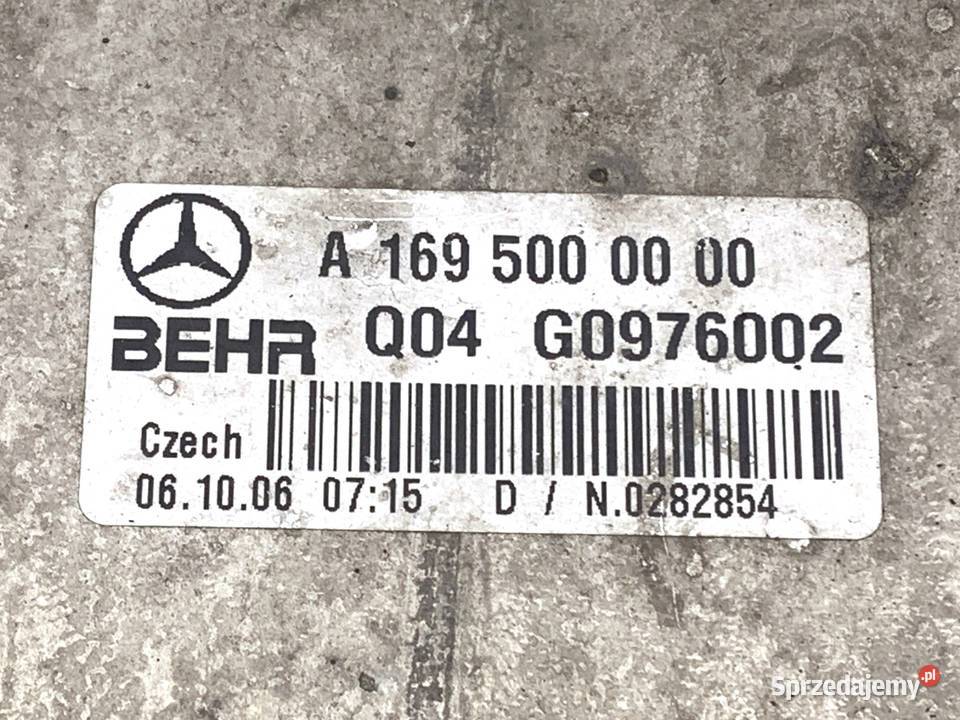 A 169 500 00 00
BEHR Q04 G0976002
Czech
06.10.06 07:15 D / N.0282854
Sprzedajemy.pl